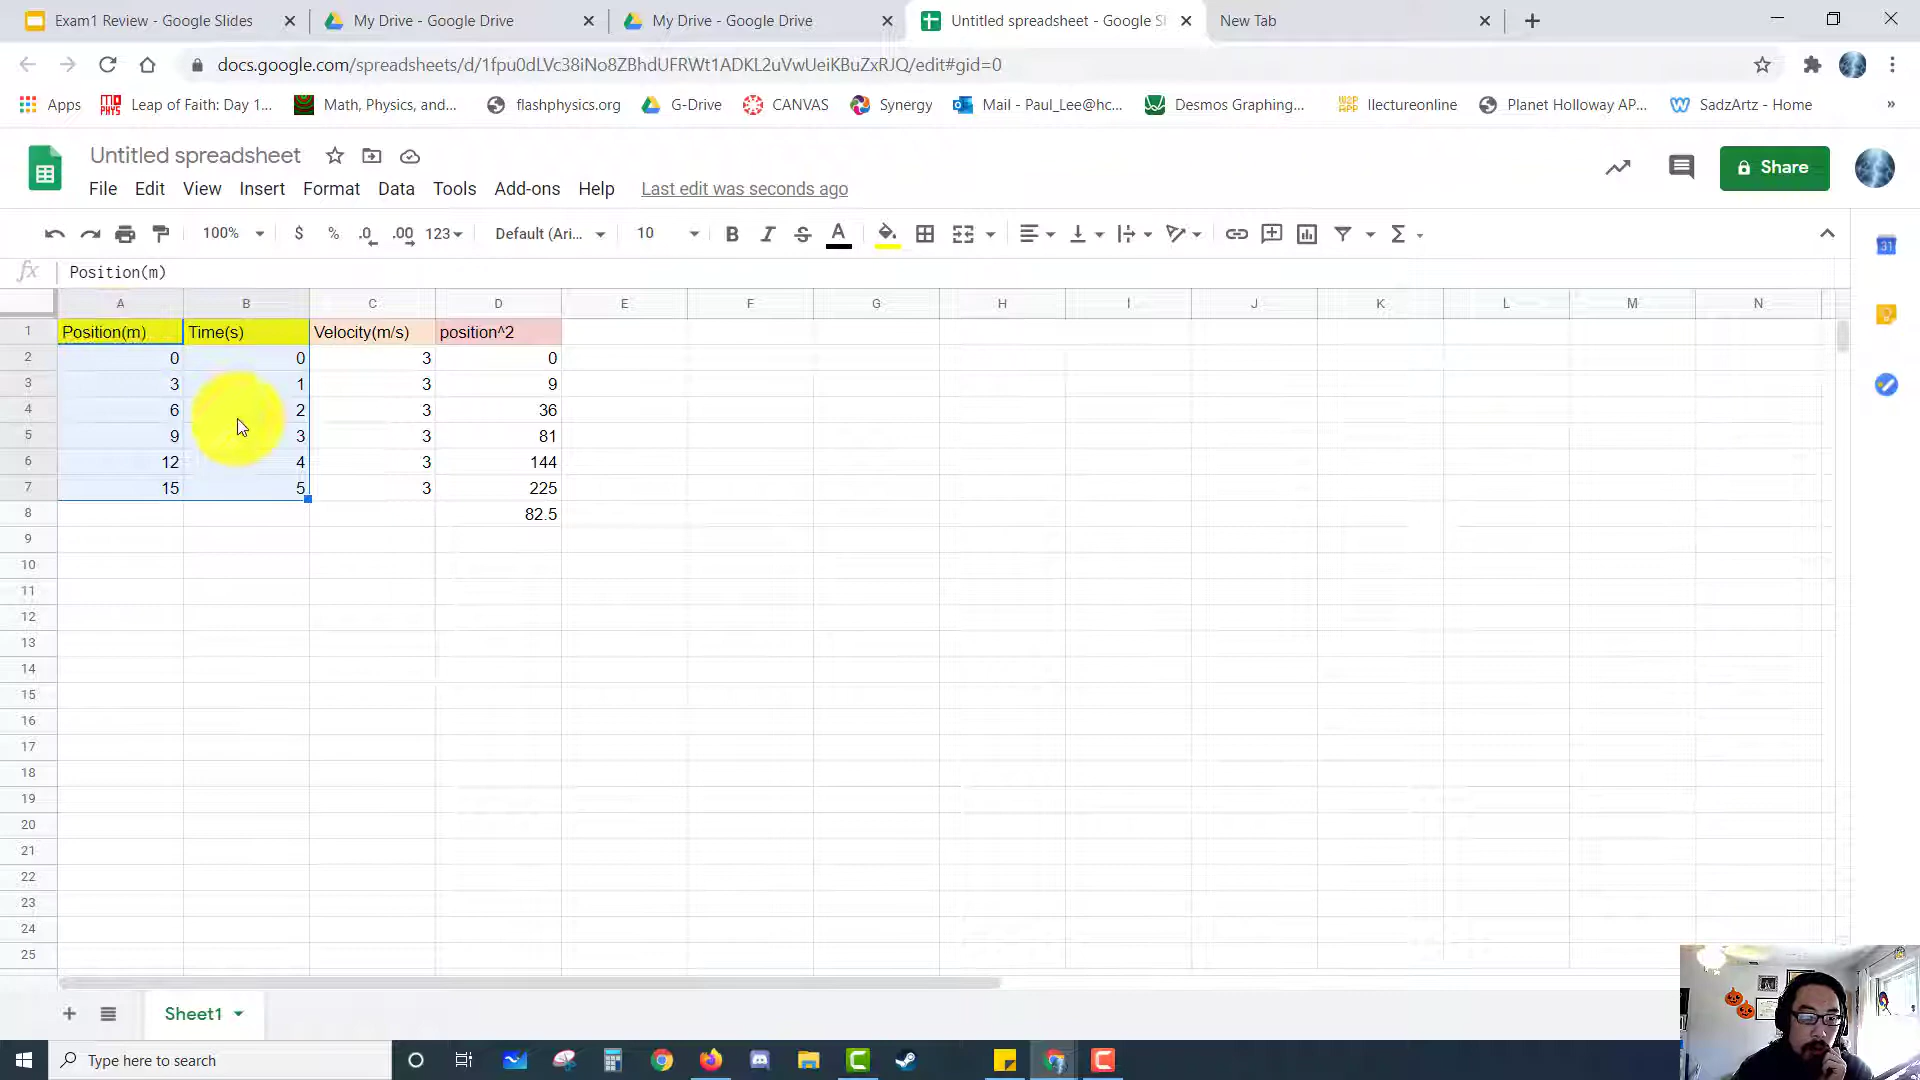 Exam1 Review - Google Slides
My Drive - Google Drive
My Drive - Google Drive
Untitled spreadsheet - Google Sl
New Tab
docs.google.com/spreadsheets/d/1fpu0dLVc38iNo8ZBhdUFRWt1ADKL2uVwUeiKBuZxRJQ/edit#gid=0
Apps
Leap of Faith: Day 1...
Math, Physics, and...
flashphysics.org
G-Drive
CANVAS
Synergy
Mail - Paul_Lee@hc...
Desmos Graphing...
Ilectureonline
Planet Holloway AP...
SadzArtz - Home
»
Untitled spreadsheet
Share
File Edit View Insert Format Data Tools Add-ons Help Last edit was seconds ago
100% $ % .0 .00 123 Default (Ari... 10 B I S A Σ
31
fx Position(m)
A B C D E F G H I J K L M N
1 Position(m) Time(s) Velocity(m/s) position^2
2 0 0 3 0
3 3 1 3 9
4 6 2 3 36
5 9 3 3 81
6 12 4 3 144
7 15 5 3 225
8 82.5
9
10
11
12
13
14
15
16
17
18
19
20
21
22
23
24
25
Sheet1
Type here to search